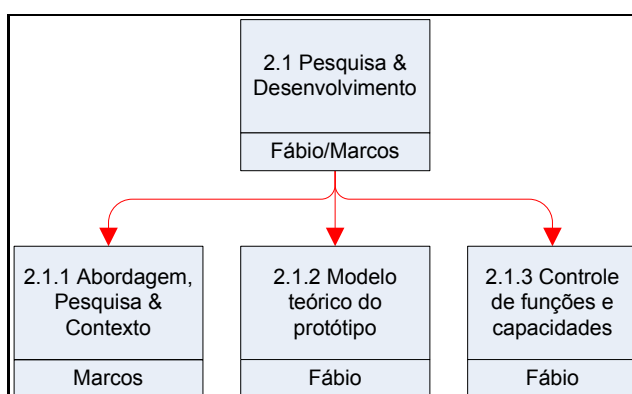 2.1 Pesquisa &
Desenvolvimento
Fábio/Marcos
2.1.1 Abordagem,
Pesquisa &
Contexto
Marcos
2.1.2 Modelo
teórico do
protótipo
Fábio
2.1.3 Controle
de funções e
capacidades
Fábio